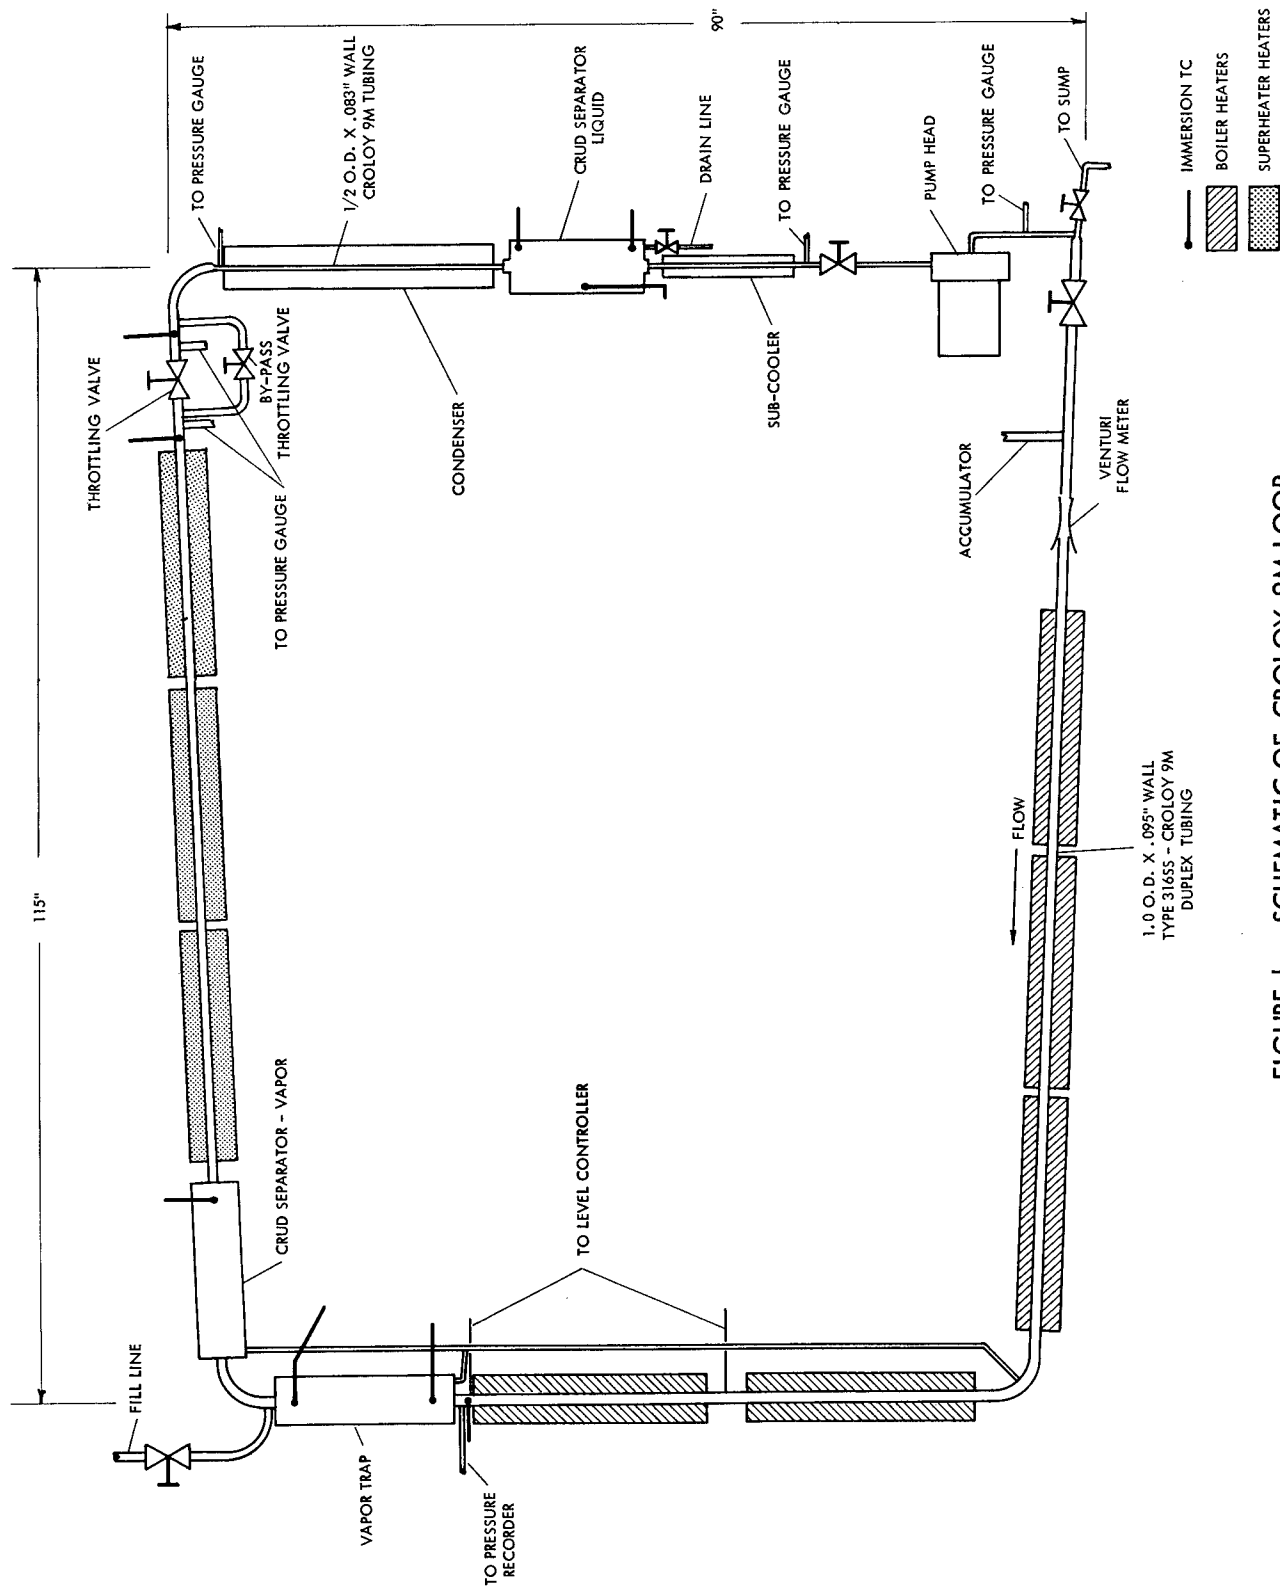 115"
THROTTLING VALVE
FILL LINE
TO PRESSURE GAUGE
CRUD SEPARATOR - VAPOR
TO PRESSURE GAUGE
BY-PASS
THROTTLING VALVE
1/2 O.D. X .083" WALL
CROLOY 9M TUBING
VAPOR TRAP
CONDENSER
TO PRESSURE
RECORDER
TO LEVEL CONTROLLER
CRUD SEPARATOR
LIQUID
DRAIN LINE
90"
SUB-COOLER
TO PRESSURE GAUGE
PUMP HEAD
ACCUMULATOR
TO PRESSURE GAUGE
FLOW
TO SUMP
VENTURI
FLOW METER
1.0 O.D. X .095" WALL
TYPE 316SS - CROLOY 9M
DUPLEX TUBING
IMMERSION TC
BOILER HEATERS
SUPERHEATER HEATERS
SCHEMATIC OF CROLOY 9M LOOP